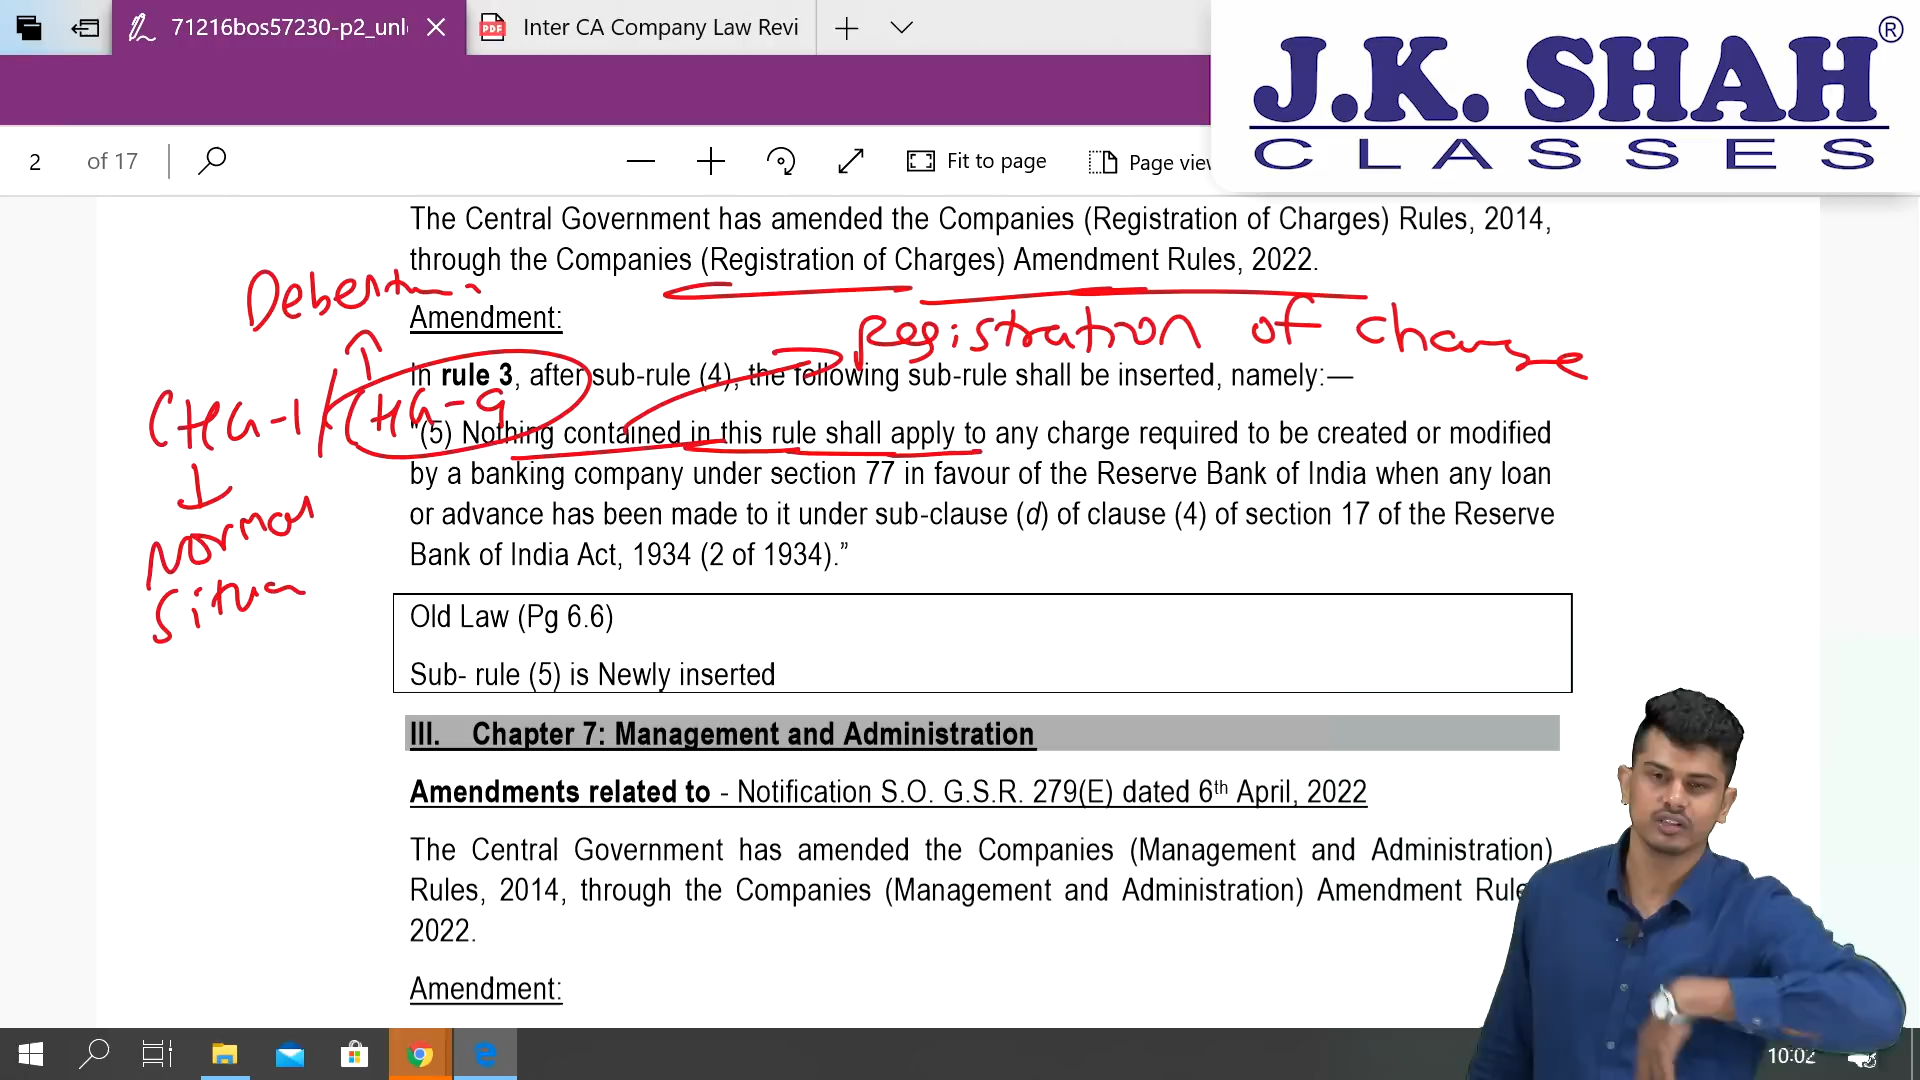 71216bos57230-p2_unl
Inter CA Company Law Revi
J.K. SHAH ®
CLASSES
2 of 17
Fit to page
Page view
The Central Government has amended the Companies (Registration of Charges) Rules, 2014,
through the Companies (Registration of Charges) Amendment Rules, 2022.
Amendment:
Registration of charge
In rule 3, after sub-rule (4), the following sub-rule shall be inserted, namely:—
CHG-1 / CHG-9
"(5) Nothing contained in this rule shall apply to any charge required to be created or modified
by a banking company under section 77 in favour of the Reserve Bank of India when any loan
or advance has been made to it under sub-clause (d) of clause (4) of section 17 of the Reserve
Bank of India Act, 1934 (2 of 1934)."
Normal
Situa
Old Law (Pg 6.6)
Sub- rule (5) is Newly inserted
III. Chapter 7: Management and Administration
Amendments related to - Notification S.O. G.S.R. 279(E) dated 6th April, 2022
The Central Government has amended the Companies (Management and Administration)
Rules, 2014, through the Companies (Management and Administration) Amendment Rule
2022.
Amendment:
10:02